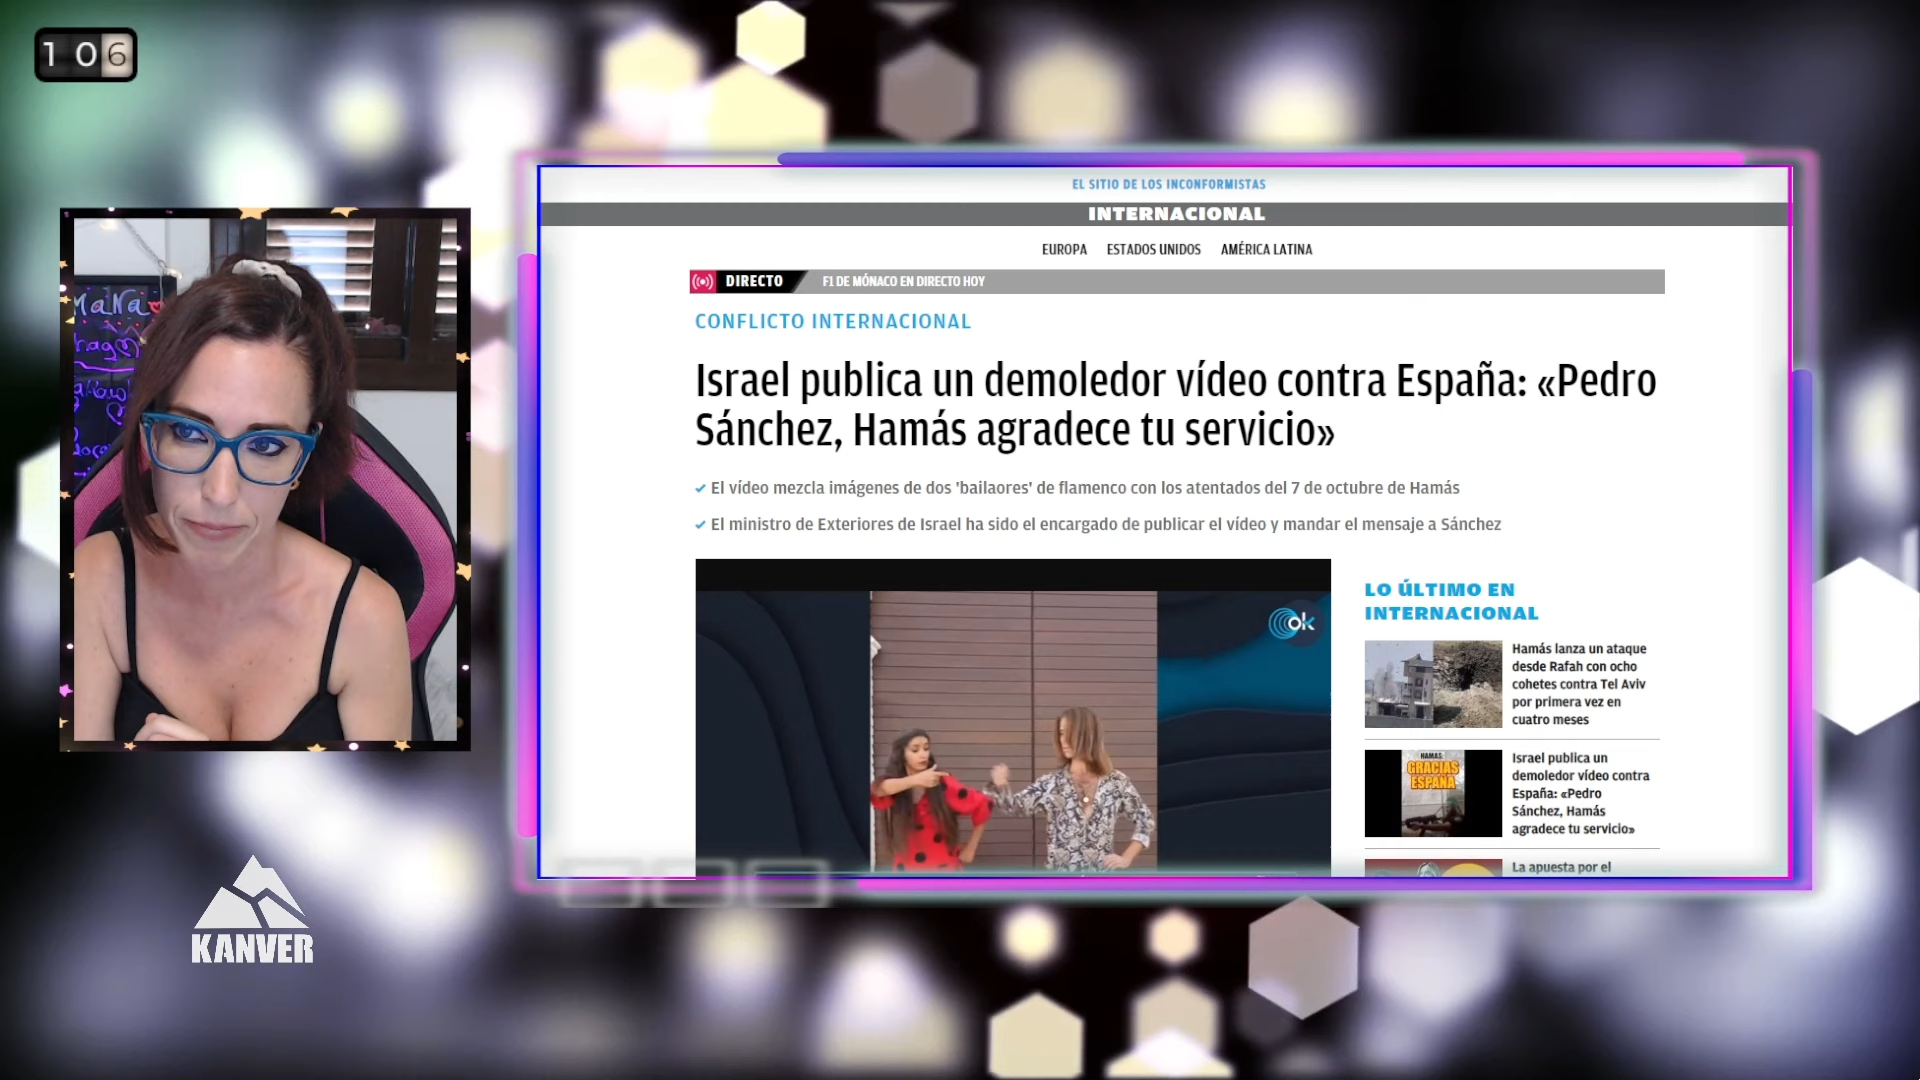 106
EL SITIO DE LOS INCONFORMISTAS
INTERNACIONAL
EUROPA ESTADOS UNIDOS AMÉRICA LATINA
DIRECTO F1 DE MÓNACO EN DIRECTO HOY
CONFLICTO INTERNACIONAL
Israel publica un demoledor vídeo contra España: «Pedro
Sánchez, Hamás agradece tu servicio»
El vídeo mezcla imágenes de dos 'bailaores' de flamenco con los atentados del 7 de octubre de Hamás
El ministro de Exteriores de Israel ha sido el encargado de publicar el vídeo y mandar el mensaje a Sánchez
ok
LO ÚLTIMO EN
INTERNACIONAL
Hamás lanza un ataque
desde Rafah con ocho
cohetes contra Tel Aviv
por primera vez en
cuatro meses
HAMAS:
GRACIAS
ESPAÑA
Israel publica un
demoledor vídeo contra
España: «Pedro
Sánchez, Hamás
agradece tu servicio»
La apuesta por el
MaNa
KANVER